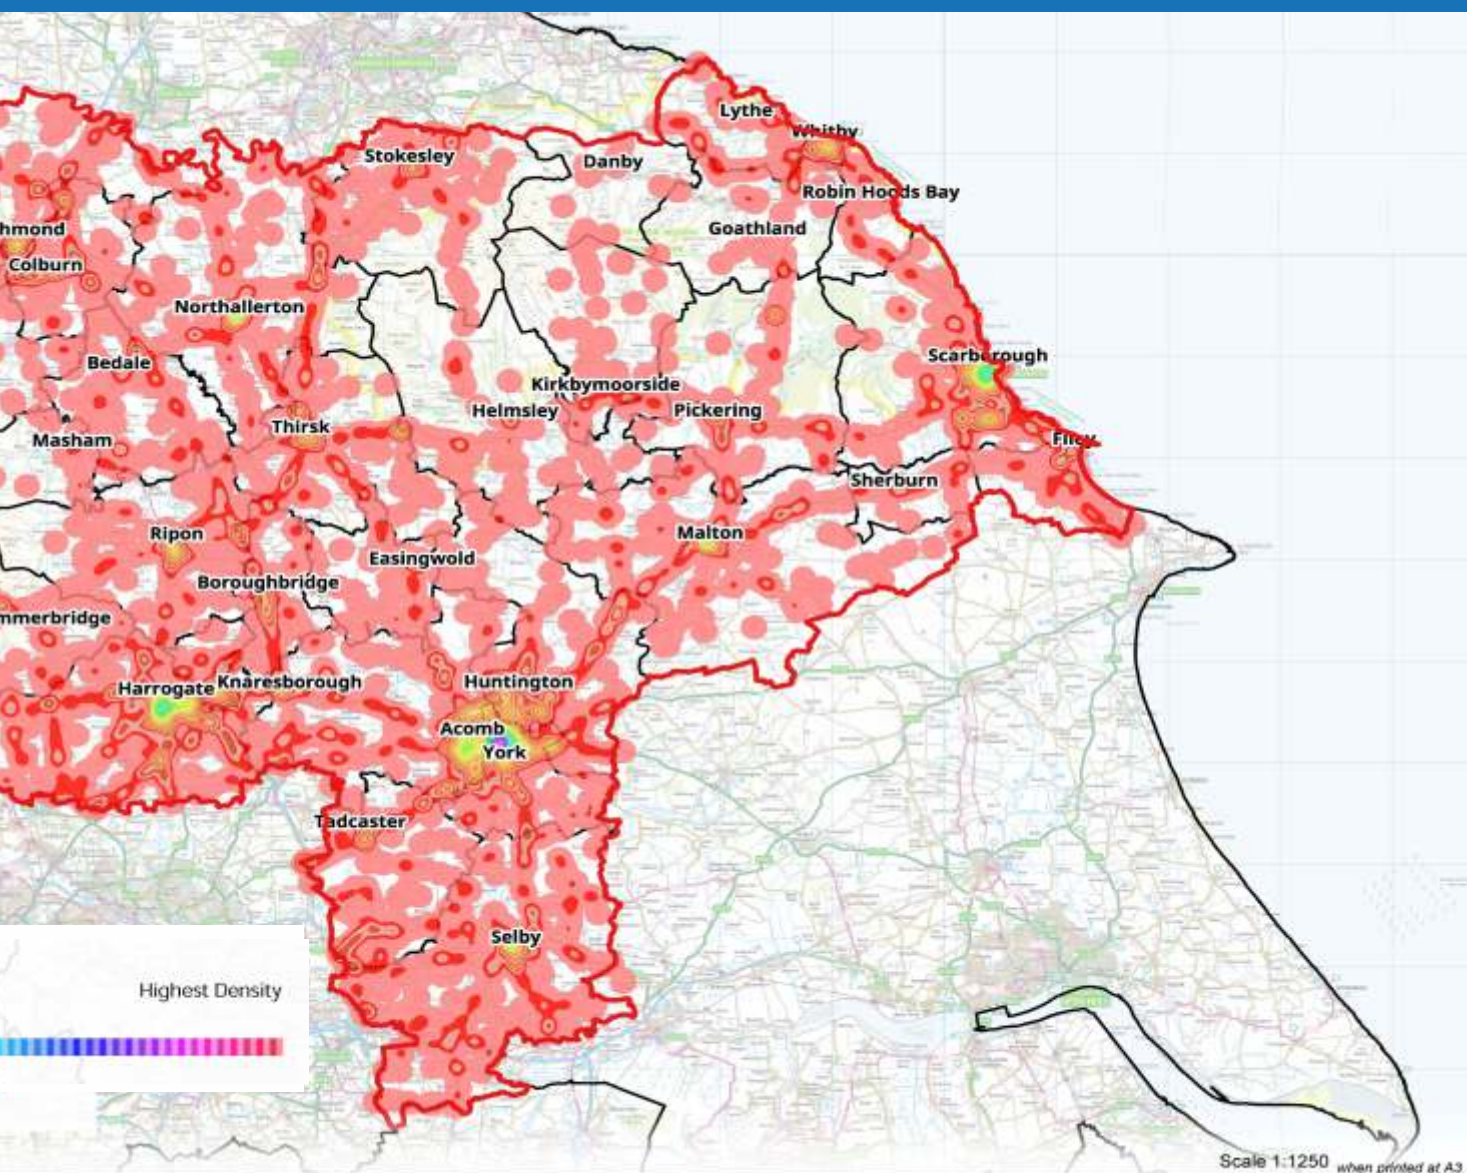 Lythe
Whitby
Stokesley
Danby
Robin Hoods Bay
hmond
Goathland
Colburn
Northallerton
Scarborough
Bedale
Kirkbymoorside
Helmsley
Pickering
Thirsk
Masham
Filey
Sherburn
Ripon
Malton
Easingwold
Boroughbridge
mmerbridge
Harrogate
Knaresborough
Huntington
Acomb
York
Tadcaster
Selby
Highest Density
Scale 1:1250 when printed at A3